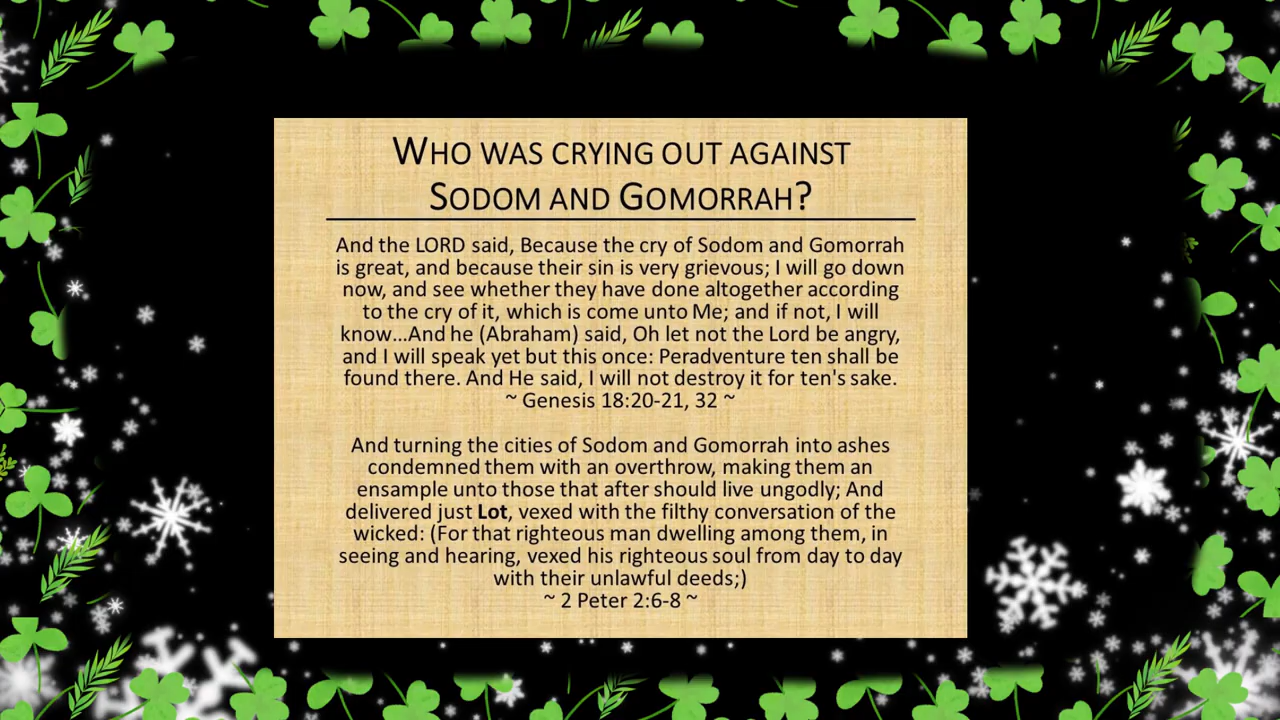 WHO WAS CRYING OUT AGAINST
SODOM AND GOMORRAH?
And the LORD said, Because the cry of Sodom and Gomorrah
is great, and because their sin is very grievous; I will go down
now, and see whether they have done altogether according
to the cry of it, which is come unto Me; and if not, I will
know...And he (Abraham) said, Oh let not the Lord be angry,
and I will speak yet but this once: Peradventure ten shall be
found there. And He said, I will not destroy it for ten's sake.
~ Genesis 18:20-21, 32 ~
And turning the cities of Sodom and Gomorrah into ashes
condemned them with an overthrow, making them an
ensample unto those that after should live ungodly; And
delivered just Lot, vexed with the filthy conversation of the
wicked: (For that righteous man dwelling among them, in
seeing and hearing, vexed his righteous soul from day to day
with their unlawful deeds;)
~ 2 Peter 2:6-8 ~